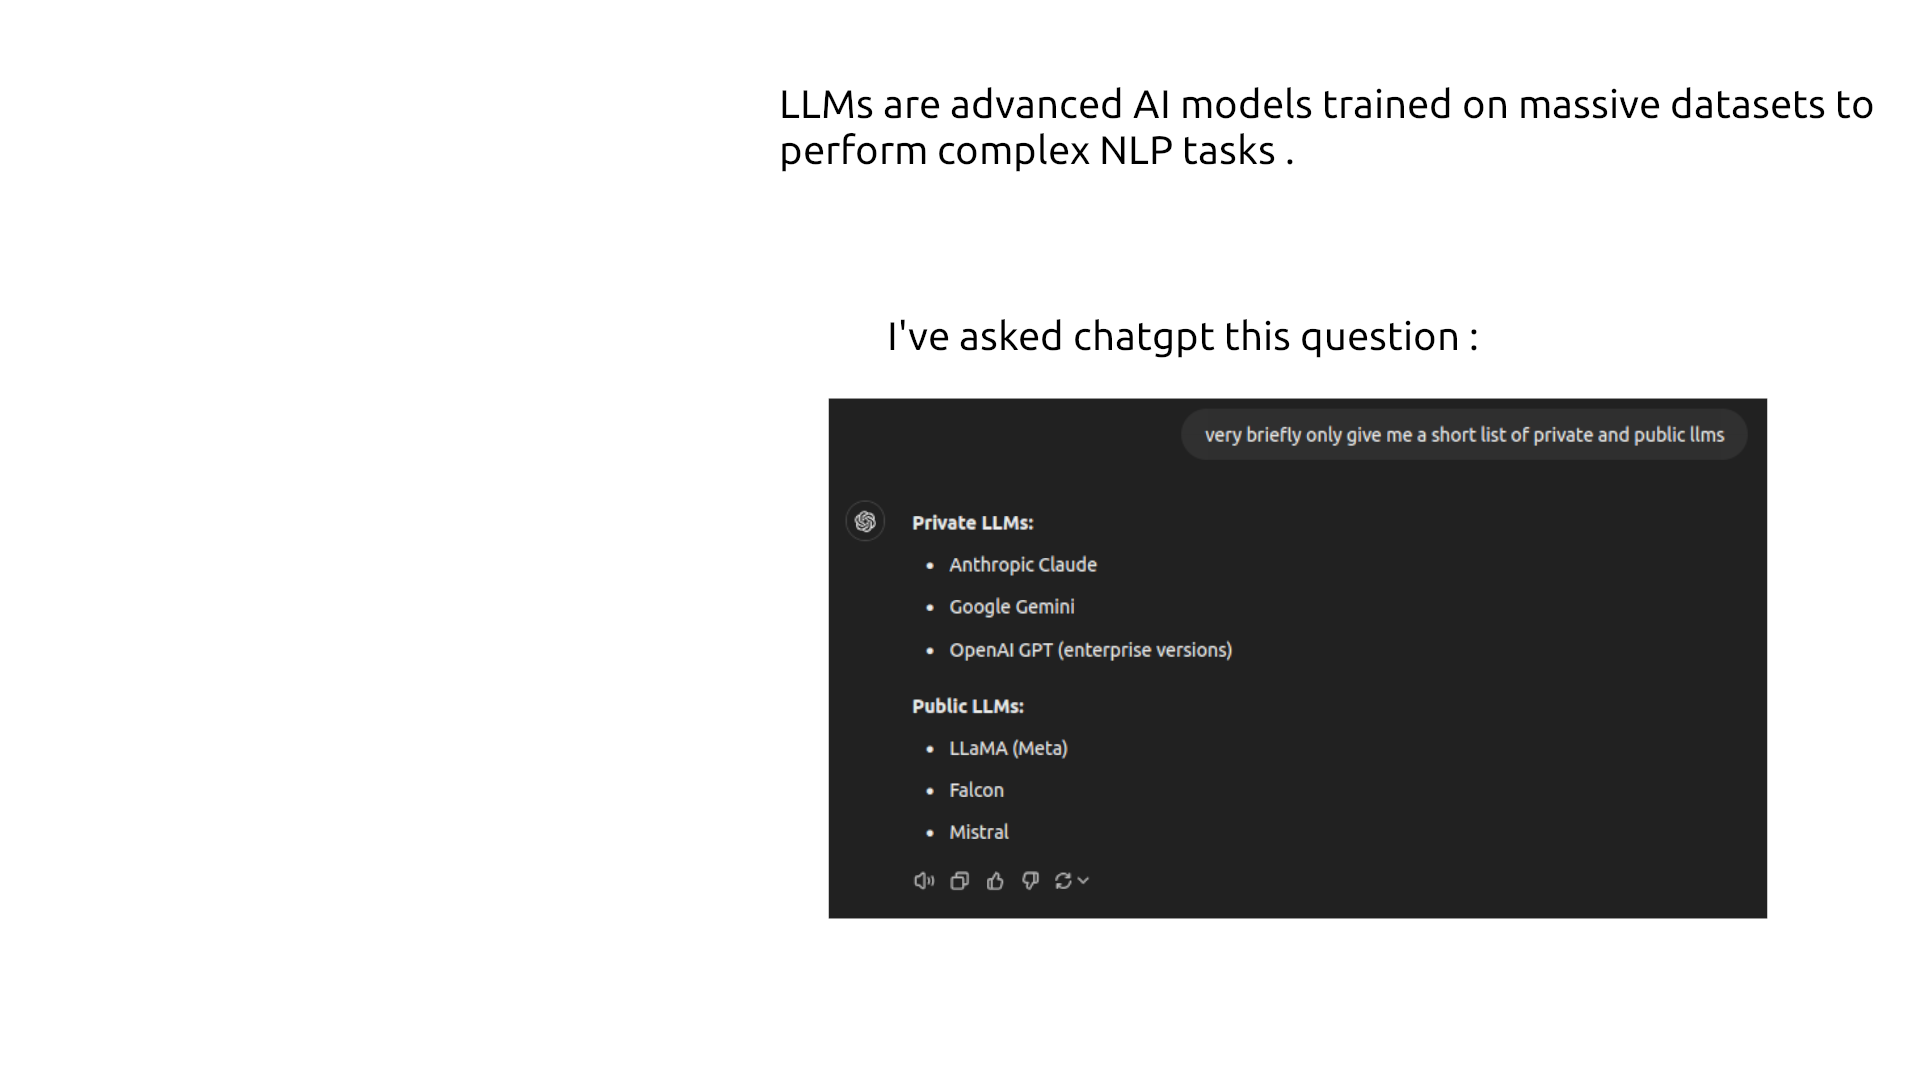 LLMs are advanced AI models trained on massive datasets to
perform complex NLP tasks .
I've asked chatgpt this question :
very briefly only give me a short list of private and public llms
Private LLMs:
• Anthropic Claude
• Google Gemini
• OpenAI GPT (enterprise versions)
Public LLMs:
• LLaMA (Meta)
• Falcon
• Mistral